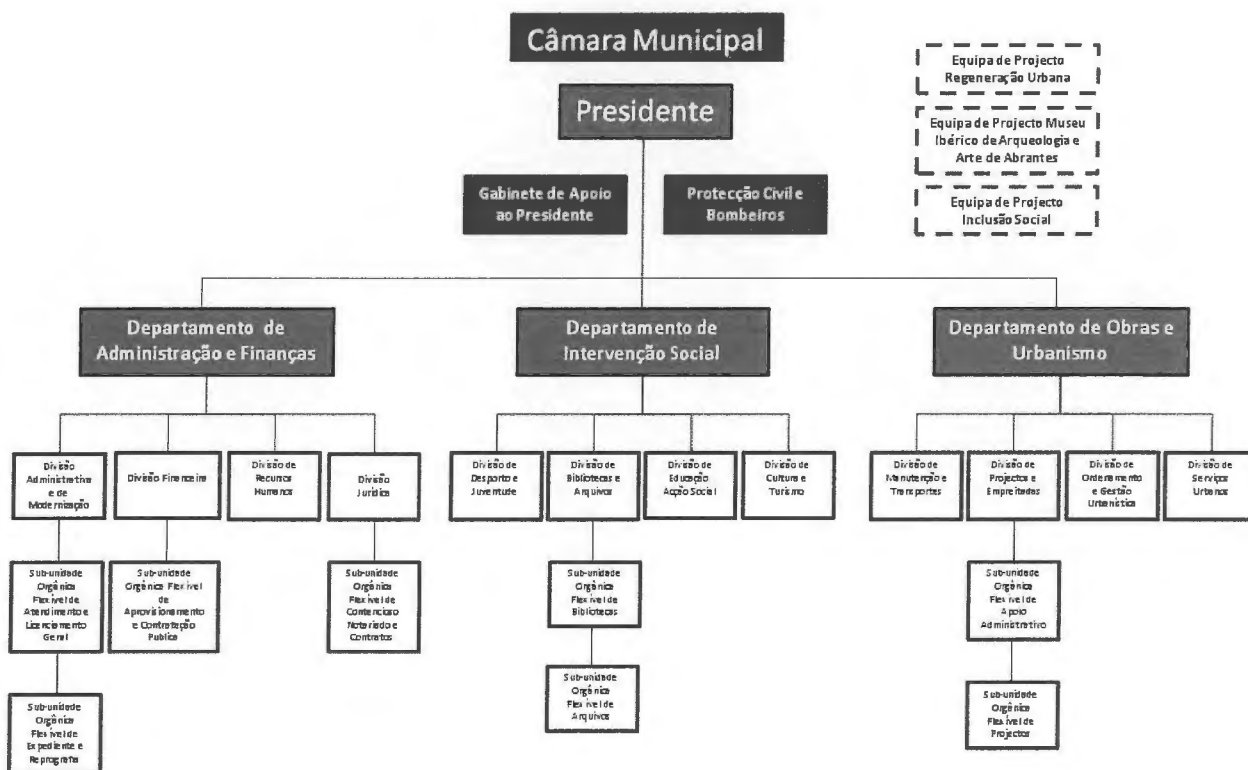 Câmara Municipal
Presidente
Equipa de Projecto
Regeneração Urbana
Equipa de Projecto Museu
Ibérico de Arqueologia e
Arte de Abrantes
Equipa de Projecto
Inclusão Social
Gabinete de Apoio
ao Presidente
Protecção Civil e
Bombeiros
Departamento de
Administração e Finanças
Departamento de
Intervenção Social
Departamento de Obras e
Urbanismo
Divisão
Administrativa
e de
Modernização
Divisão Financeira
Divisão de
Recursos
Humanos
Divisão
Jurídica
Divisão de
Desporto e
Juventude
Divisão de
Bibliotecas e
Arquivos
Divisão de
Educação
Acção Social
Divisão de
Cultura e
Turismo
Divisão de
Manutenção e
Transportes
Divisão de
Projectos e
Empreitadas
Divisão de
Ordenamento
e Gestão
Urbanística
Divisão de
Serviços
Urbanos
Sub-unidade
Orgânica
Flexível de
Atendimento e
Licenciamento
Geral
Sub-unidade
Orgânica Flexível
de
Aprovisionamento
e Contratação
Publica
Sub-unidade
Orgânica
Flexível de
Contencioso
Notariado e
Contratos
Sub-unidade
Orgânica
Flexível de
Bibliotecas
Sub-unidade
Orgânica
Flexível de
Apoio
Administrativo
Sub-unidade
Orgânica
Flexível de
Expediente e
Reprografia
Sub-unidade
Orgânica
Flexível de
Arquivos
Sub-unidade
Orgânica
Flexível de
Projectos